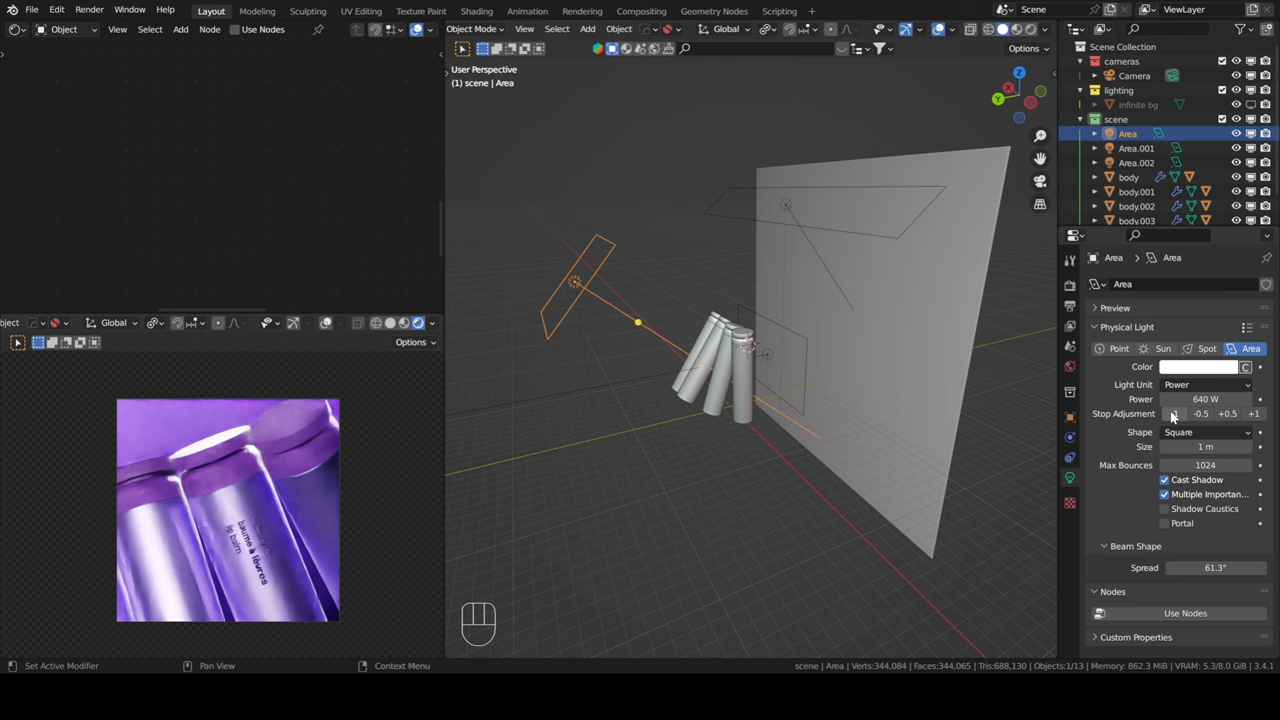 File Edit Render Window Help Layout Modeling Sculpting UV Editing Texture Paint Shading Animation Rendering Compositing Geometry Nodes Scripting Scene ViewLayer
Object View Select Add Node Use Nodes
Object Mode View Select Add Object Global
Options
User Perspective
(1) scene | Area
Z
X
Y
Scene Collection
cameras
Camera
lighting
infinite bg
scene
Area
Area.001
Area.002
body
body.001
body.002
body.003
Area Area
Area
Preview
Physical Light
Point Sun Spot Area
Color C
Light Unit Power
Power 640 W
Stop Adjusment -0.5 +0.5 +1
Shape Square
Size 1 m
Max Bounces 1024
Cast Shadow
Multiple Importan...
Shadow Caustics
Portal
Beam Shape
Spread 61.3°
Nodes
Use Nodes
Custom Properties
bject Global
Options
baume à lèvres
lip balm
Set Active Modifier Pan View Context Menu scene | Area | Verts:344,084 | Faces:344,065 | Tris:688,130 | Objects:1/13 | Memory: 862.3 MiB | VRAM: 5.3/8.0 GiB | 3.4.1